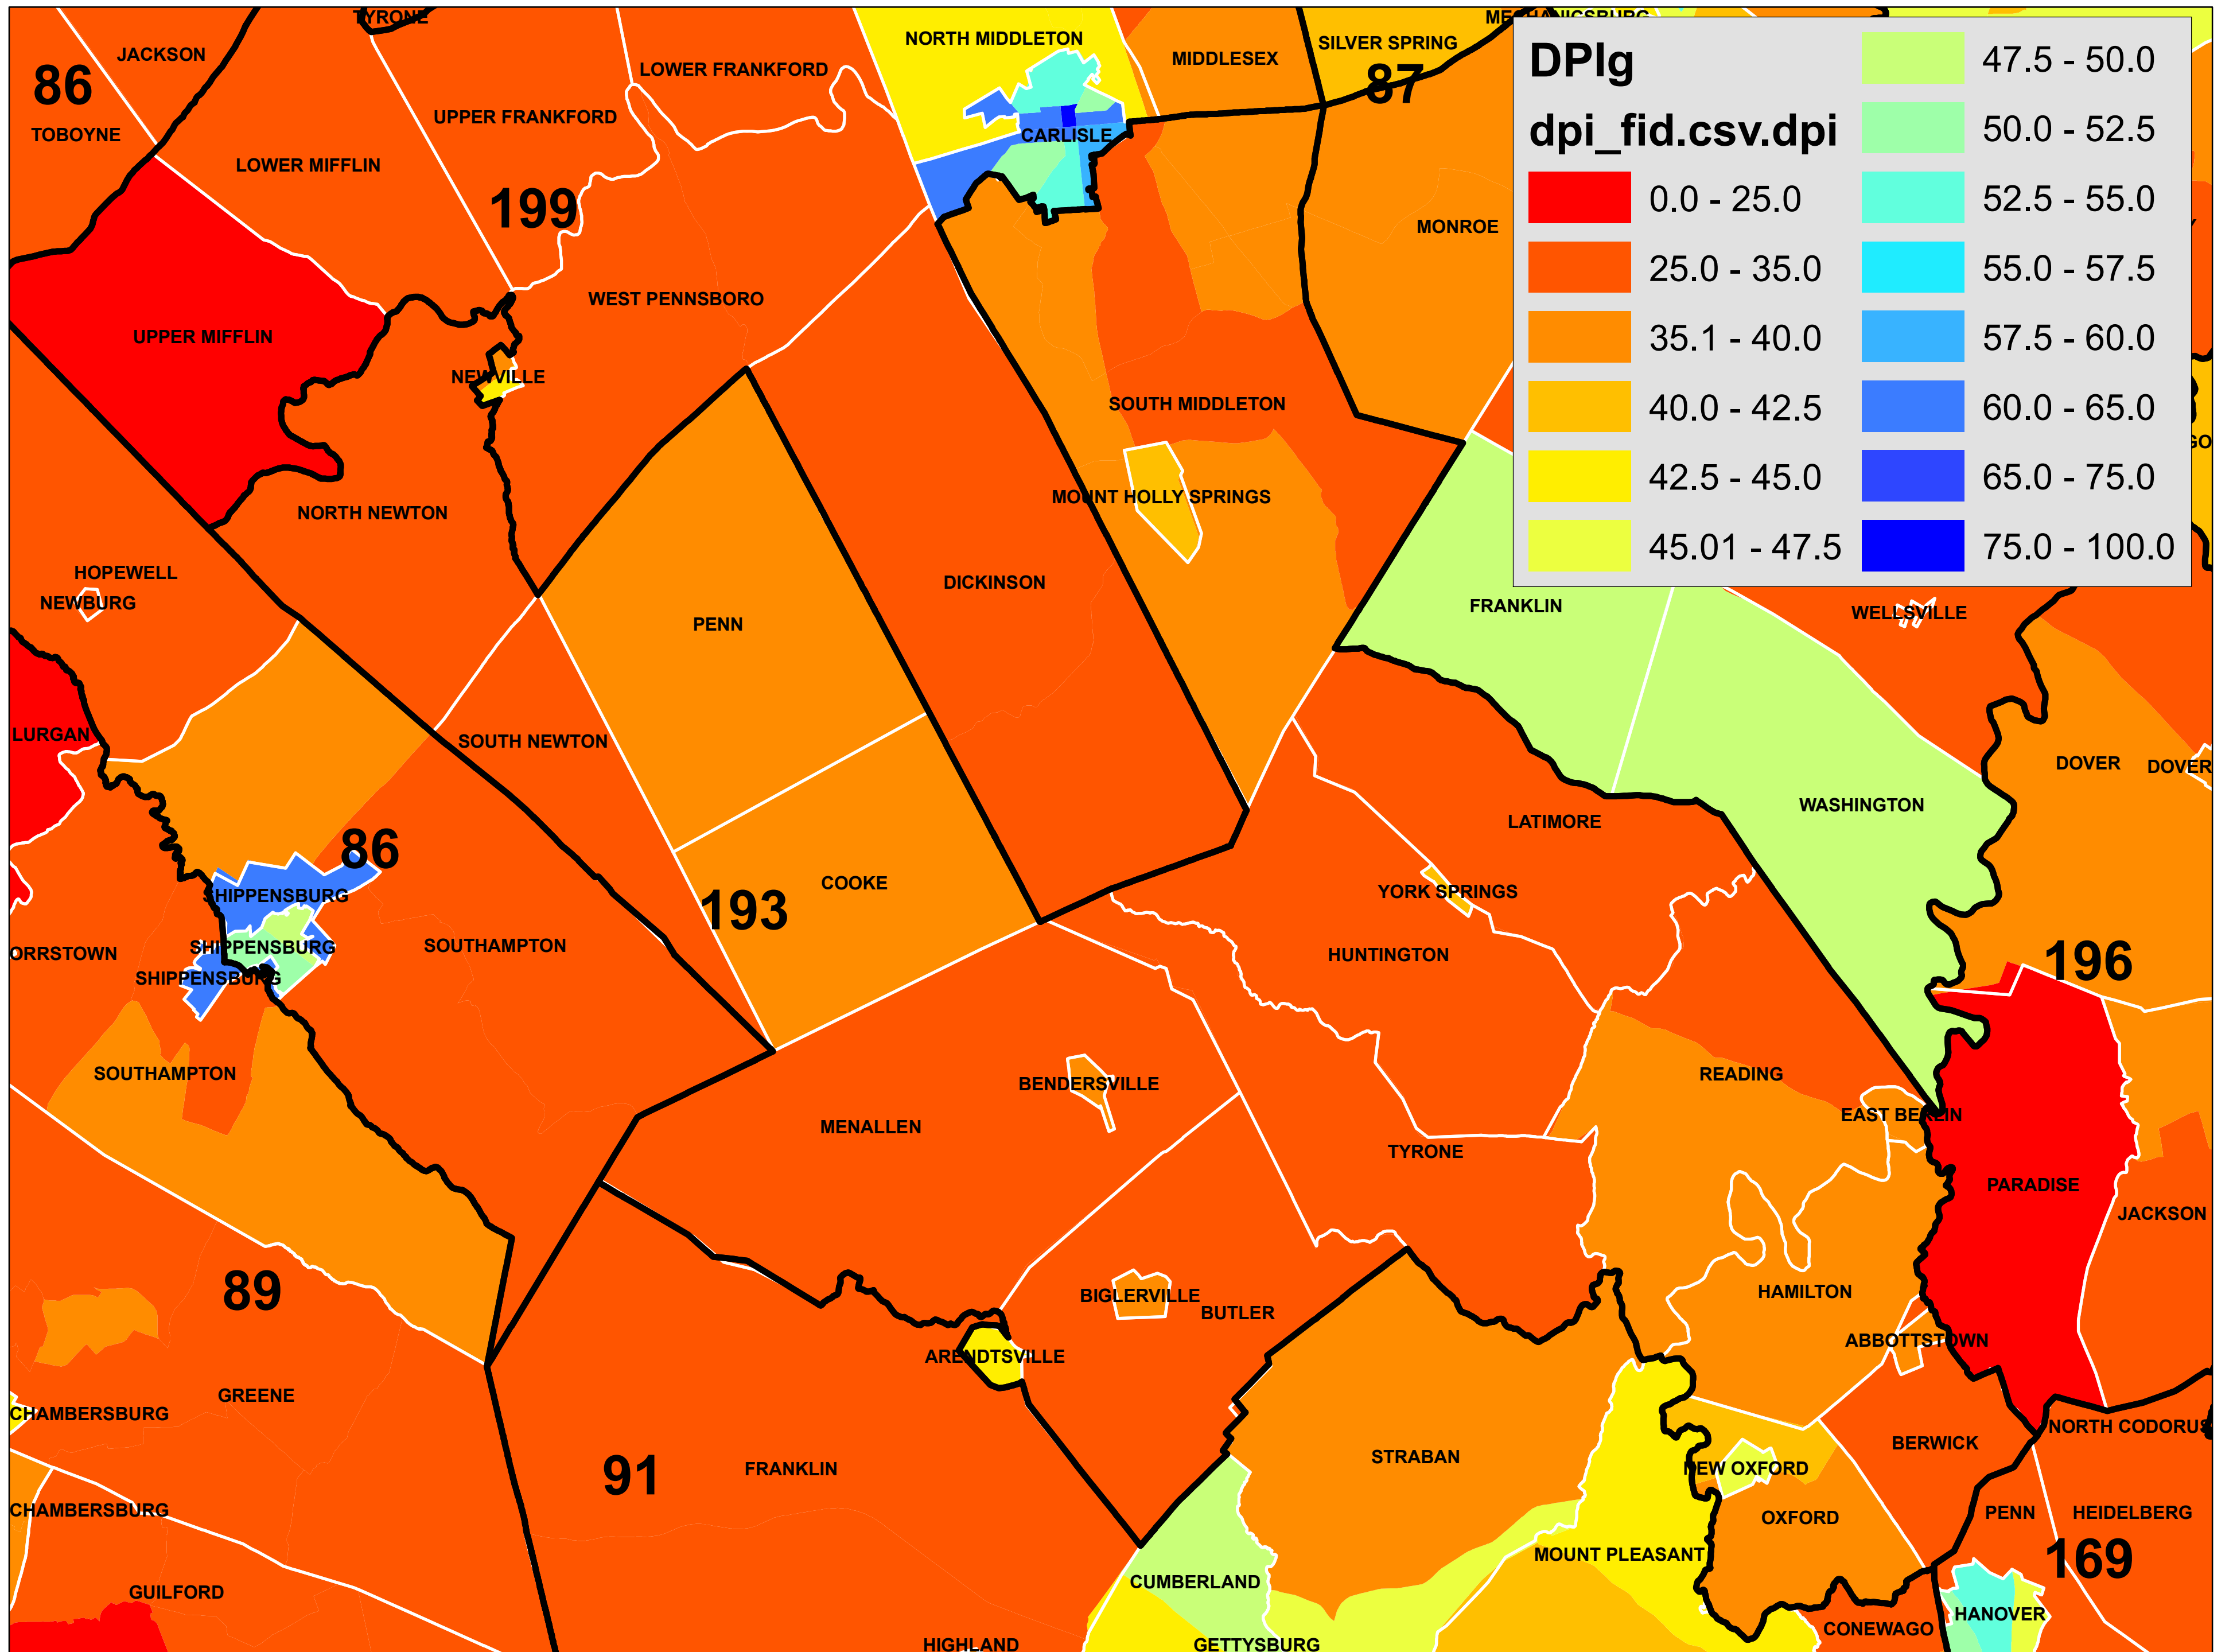 TYRONE
MECHANICSBURG
JACKSON
NORTH MIDDLETON
SILVER SPRING
MIDDLESEX
LOWER FRANKFORD
86
87
UPPER FRANKFORD
TOBOYNE
CARLISLE
LOWER MIFFLIN
199
MONROE
WEST PENNSBORO
UPPER MIFFLIN
NEWVILLE
SOUTH MIDDLETON
MOUNT HOLLY SPRINGS
NORTH NEWTON
HOPEWELL
DICKINSON
NEWBURG
FRANKLIN
WELLSVILLE
PENN
LURGAN
SOUTH NEWTON
DOVER
DOVER
WASHINGTON
LATIMORE
86
COOKE
YORK SPRINGS
SHIPPENSBURG
193
SHIPPENSBURG
SOUTHAMPTON
ORRSTOWN
HUNTINGTON
196
SHIPPENSBURG
SOUTHAMPTON
READING
BENDERSVILLE
EAST BERLIN
MENALLEN
TYRONE
PARADISE
JACKSON
89
BIGLERVILLE
HAMILTON
BUTLER
ABBOTTSTOWN
ARENDTSVILLE
GREENE
CHAMBERSBURG
NORTH CODORUS
BERWICK
STRABAN
91
FRANKLIN
NEW OXFORD
CHAMBERSBURG
OXFORD
PENN
HEIDELBERG
MOUNT PLEASANT
169
CUMBERLAND
GUILFORD
HANOVER
CONEWAGO
HIGHLAND
GETTYSBURG
DPIg
dpi_fid.csv.dpi
0.0 - 25.0
25.0 - 35.0
35.1 - 40.0
40.0 - 42.5
42.5 - 45.0
45.01 - 47.5
47.5 - 50.0
50.0 - 52.5
52.5 - 55.0
55.0 - 57.5
57.5 - 60.0
60.0 - 65.0
65.0 - 75.0
75.0 - 100.0